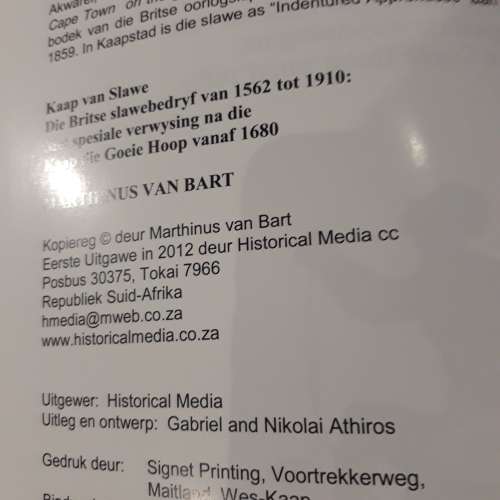 Akwarel,
Cape Town on the
bodek van die Britse oorlogs
1859. In Kaapstad is die slawe as "Indentured
Kaap van Slawe
Die Britse slawebedryf van 1562 tot 1910:
spesiale verwysing na die
die Goeie Hoop vanaf 1680
MARTHINUS VAN BART
Kopiereg © deur Marthinus van Bart
Eerste Uitgawe in 2012 deur Historical Media cc
Posbus 30375, Tokai 7966
Republiek Suid-Afrika
hmedia@mweb.co.za
www.historicalmedia.co.za
Uitgewer: Historical Media
Uitleg en ontwerp: Gabriel and Nikolai Athiros
Gedruk deur: Signet Printing, Voortrekkerweg,
Maitland, Wes-Kaap